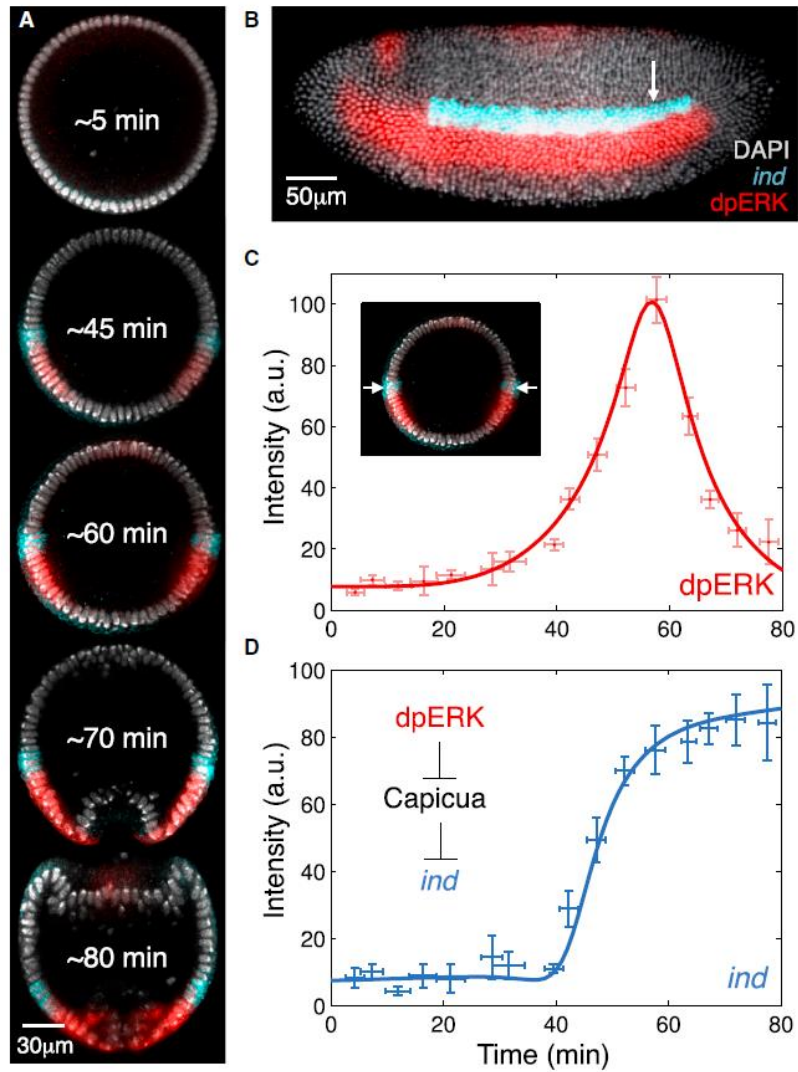 A
~5 min
~45 min
~60 min
~70 min
~80 min
30μm
B
50μm
DAPI
ind
dpERK
C
Intensity (a.u.)
100
80
60
40
20
0
0
20
40
60
80
dpERK
D
Intensity (a.u.)
100
80
60
40
20
0
dpERK
Capicua
ind
ind
0
20
40
60
80
Time (min)